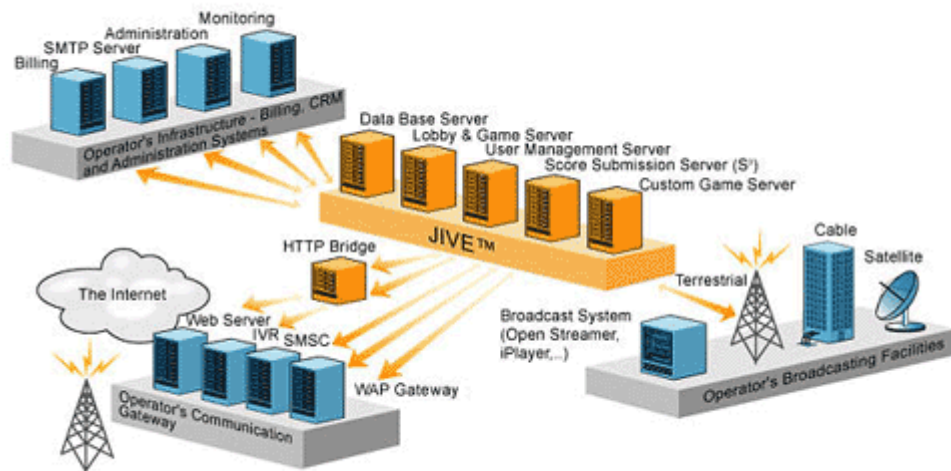 Monitoring
Administration
SMTP Server
Billing
Operator's Infrastructure - Billing, CRM
and Administration Systems
Data Base Server
Lobby & Game Server
User Management Server
Score Submission Server (S³)
Custom Game Server
JIVE™
HTTP Bridge
The Internet
Web Server
IVR
SMSC
WAP Gateway
Operator's Communication
Gateway
Cable
Satellite
Terrestrial
Broadcast System
(Open Streamer,
iPlayer,..)
Operator's Broadcasting Facilities